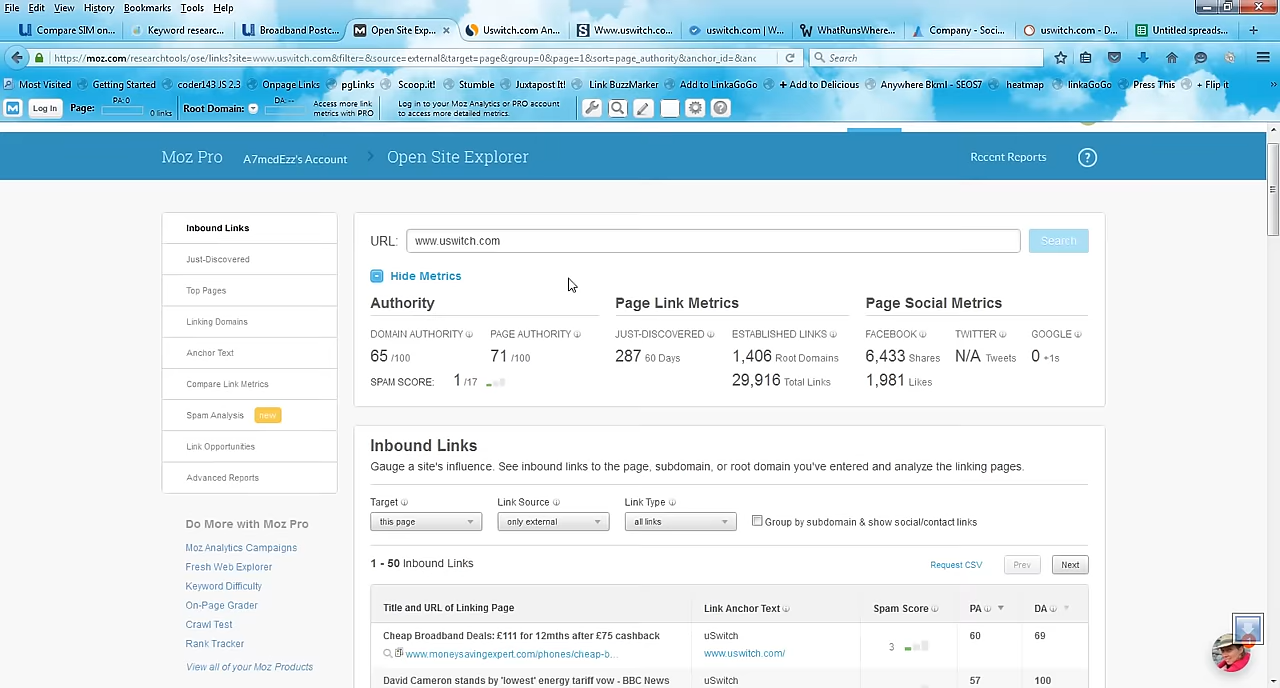 File Edit View History Bookmarks Tools Help
Compare SIM on... Keyword researc... Broadband Postc... Open Site Exp... × Uswitch.com An... Www.uswitch.co... uswitch.com | W... WhatRunsWhere... Company - Soci... uswitch.com - D... Untitled spreads... +
https://moz.com/researchtools/ose/links?site=www.uswitch.com&filter=&source=external&target=page&group=0&page=1&sort=page_authority&anchor_id=&anc Search
Most Visited Getting Started coder43 JS 2.3 Onpage Links pgLinks Scoopit! Stumble Juxtapost It! Link BuzzMarker Add to LinkaGoGo + Add to Delicious Anywhere Bkml - SEOS7 heatmap linkaGoGo Press This + Flip it »
M Log In Page: PA:0 0 links Root Domain: DA:-- Access more link metrics with PRO Log in to your Moz Analytics or PRO account to access more detailed metrics.
Moz Pro A7medEzz's Account > Open Site Explorer Recent Reports ?
Inbound Links
Just-Discovered
Top Pages
Linking Domains
Anchor Text
Compare Link Metrics
Spam Analysis new
Link Opportunities
Advanced Reports
Do More with Moz Pro
Moz Analytics Campaigns
Fresh Web Explorer
Keyword Difficulty
On-Page Grader
Crawl Test
Rank Tracker
View all of your Moz Products
URL: www.uswitch.com Search
Hide Metrics
Authority Page Link Metrics Page Social Metrics
DOMAIN AUTHORITY PAGE AUTHORITY JUST-DISCOVERED ESTABLISHED LINKS FACEBOOK TWITTER GOOGLE
65 /100 71 /100 287 60 Days 1,406 Root Domains 6,433 Shares N/A Tweets 0 +1s
SPAM SCORE: 1 /17 29,916 Total Links 1,981 Likes
Inbound Links
Gauge a site's influence. See inbound links to the page, subdomain, or root domain you've entered and analyze the linking pages.
Target Link Source Link Type
this page only external all links Group by subdomain & show social/contact links
1 - 50 Inbound Links Request CSV Prev Next
Title and URL of Linking Page Link Anchor Text Spam Score PA DA
Cheap Broadband Deals: £111 for 12mths after £75 cashback uSwitch 60 69
www.moneysavingexpert.com/phones/cheap-b... www.uswitch.com/ 3
David Cameron stands by 'lowest' energy tariff vow - BBC News uSwitch 57 100